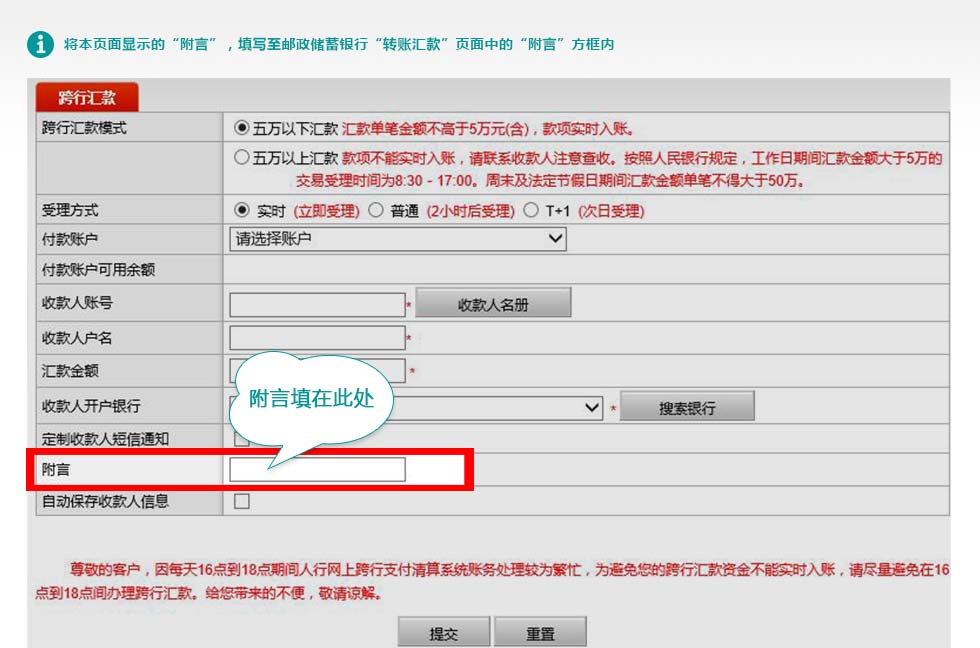 将本页面显示的“附言”，填写至邮政储蓄银行“转账汇款”页面中的“附言”方框内
跨行汇款
跨行汇款模式
五万以下汇款 汇款单笔金额不高于5万元(含)，款项实时入账。
五万以上汇款 款项不能实时入账，请联系收款人注意查收。按照人民银行规定，工作日期间汇款金额大于5万的
交易受理时间为8:30 - 17:00。周末及法定节假日期间汇款金额单笔不得大于50万。
受理方式
实时 (立即受理) 普通 (2小时后受理) T+1 (次日受理)
付款账户
请选择账户
付款账户可用余额
收款人账号
* 收款人名册
收款人户名
*
汇款金额
*
附言填在此处
收款人开户银行
* 搜索银行
定制收款人短信通知
附言
自动保存收款人信息
尊敬的客户，因每天16点到18点期间人行网上跨行支付清算系统账务处理较为繁忙，为避免您的跨行汇款资金不能实时入账，请尽量避免在16
点到18点间办理跨行汇款。给您带来的不便，敬请谅解。
提交 重置